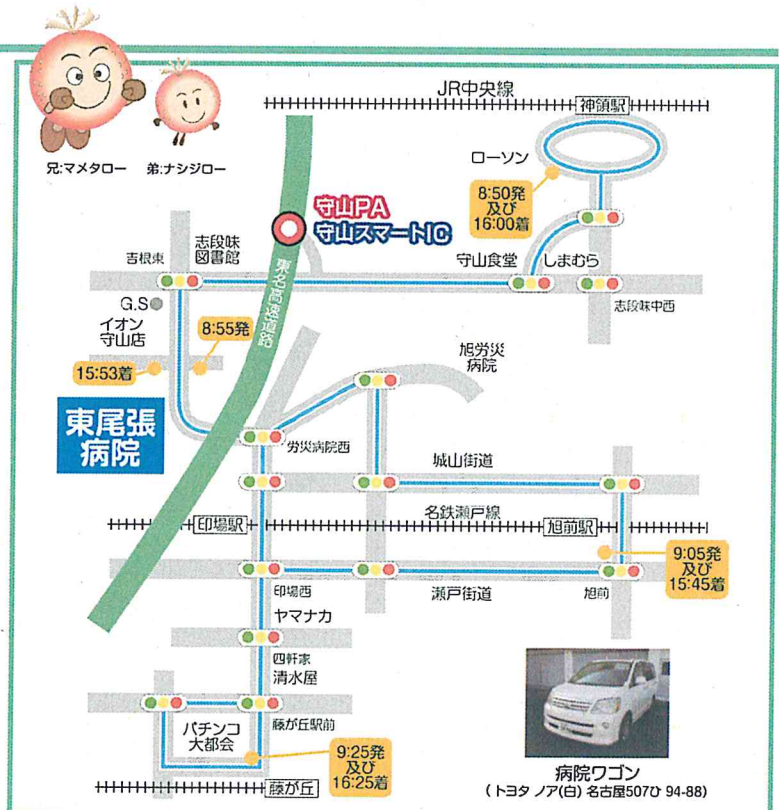 JR中央線
神領駅
兄:マメタロー 弟:ナシジロー
ローソン
8:50発
及び
16:00着
守山PA
守山スマートIC
吉根東
志段味
図書館
守山食堂
しまむら
志段味中西
東名高速道路
G.S
イオン
守山店
8:55発
15:53着
旭労災
病院
東尾張
病院
労災病院西
城山街道
名鉄瀬戸線
印場駅
旭前駅
9:05発
及び
15:45着
印場西
瀬戸街道
旭前
ヤマナカ
四軒家
清水屋
藤が丘駅前
パチンコ
大都会
9:25発
及び
16:25着
藤が丘
病院ワゴン
(トヨタ ノア(白) 名古屋507ひ 94-88)